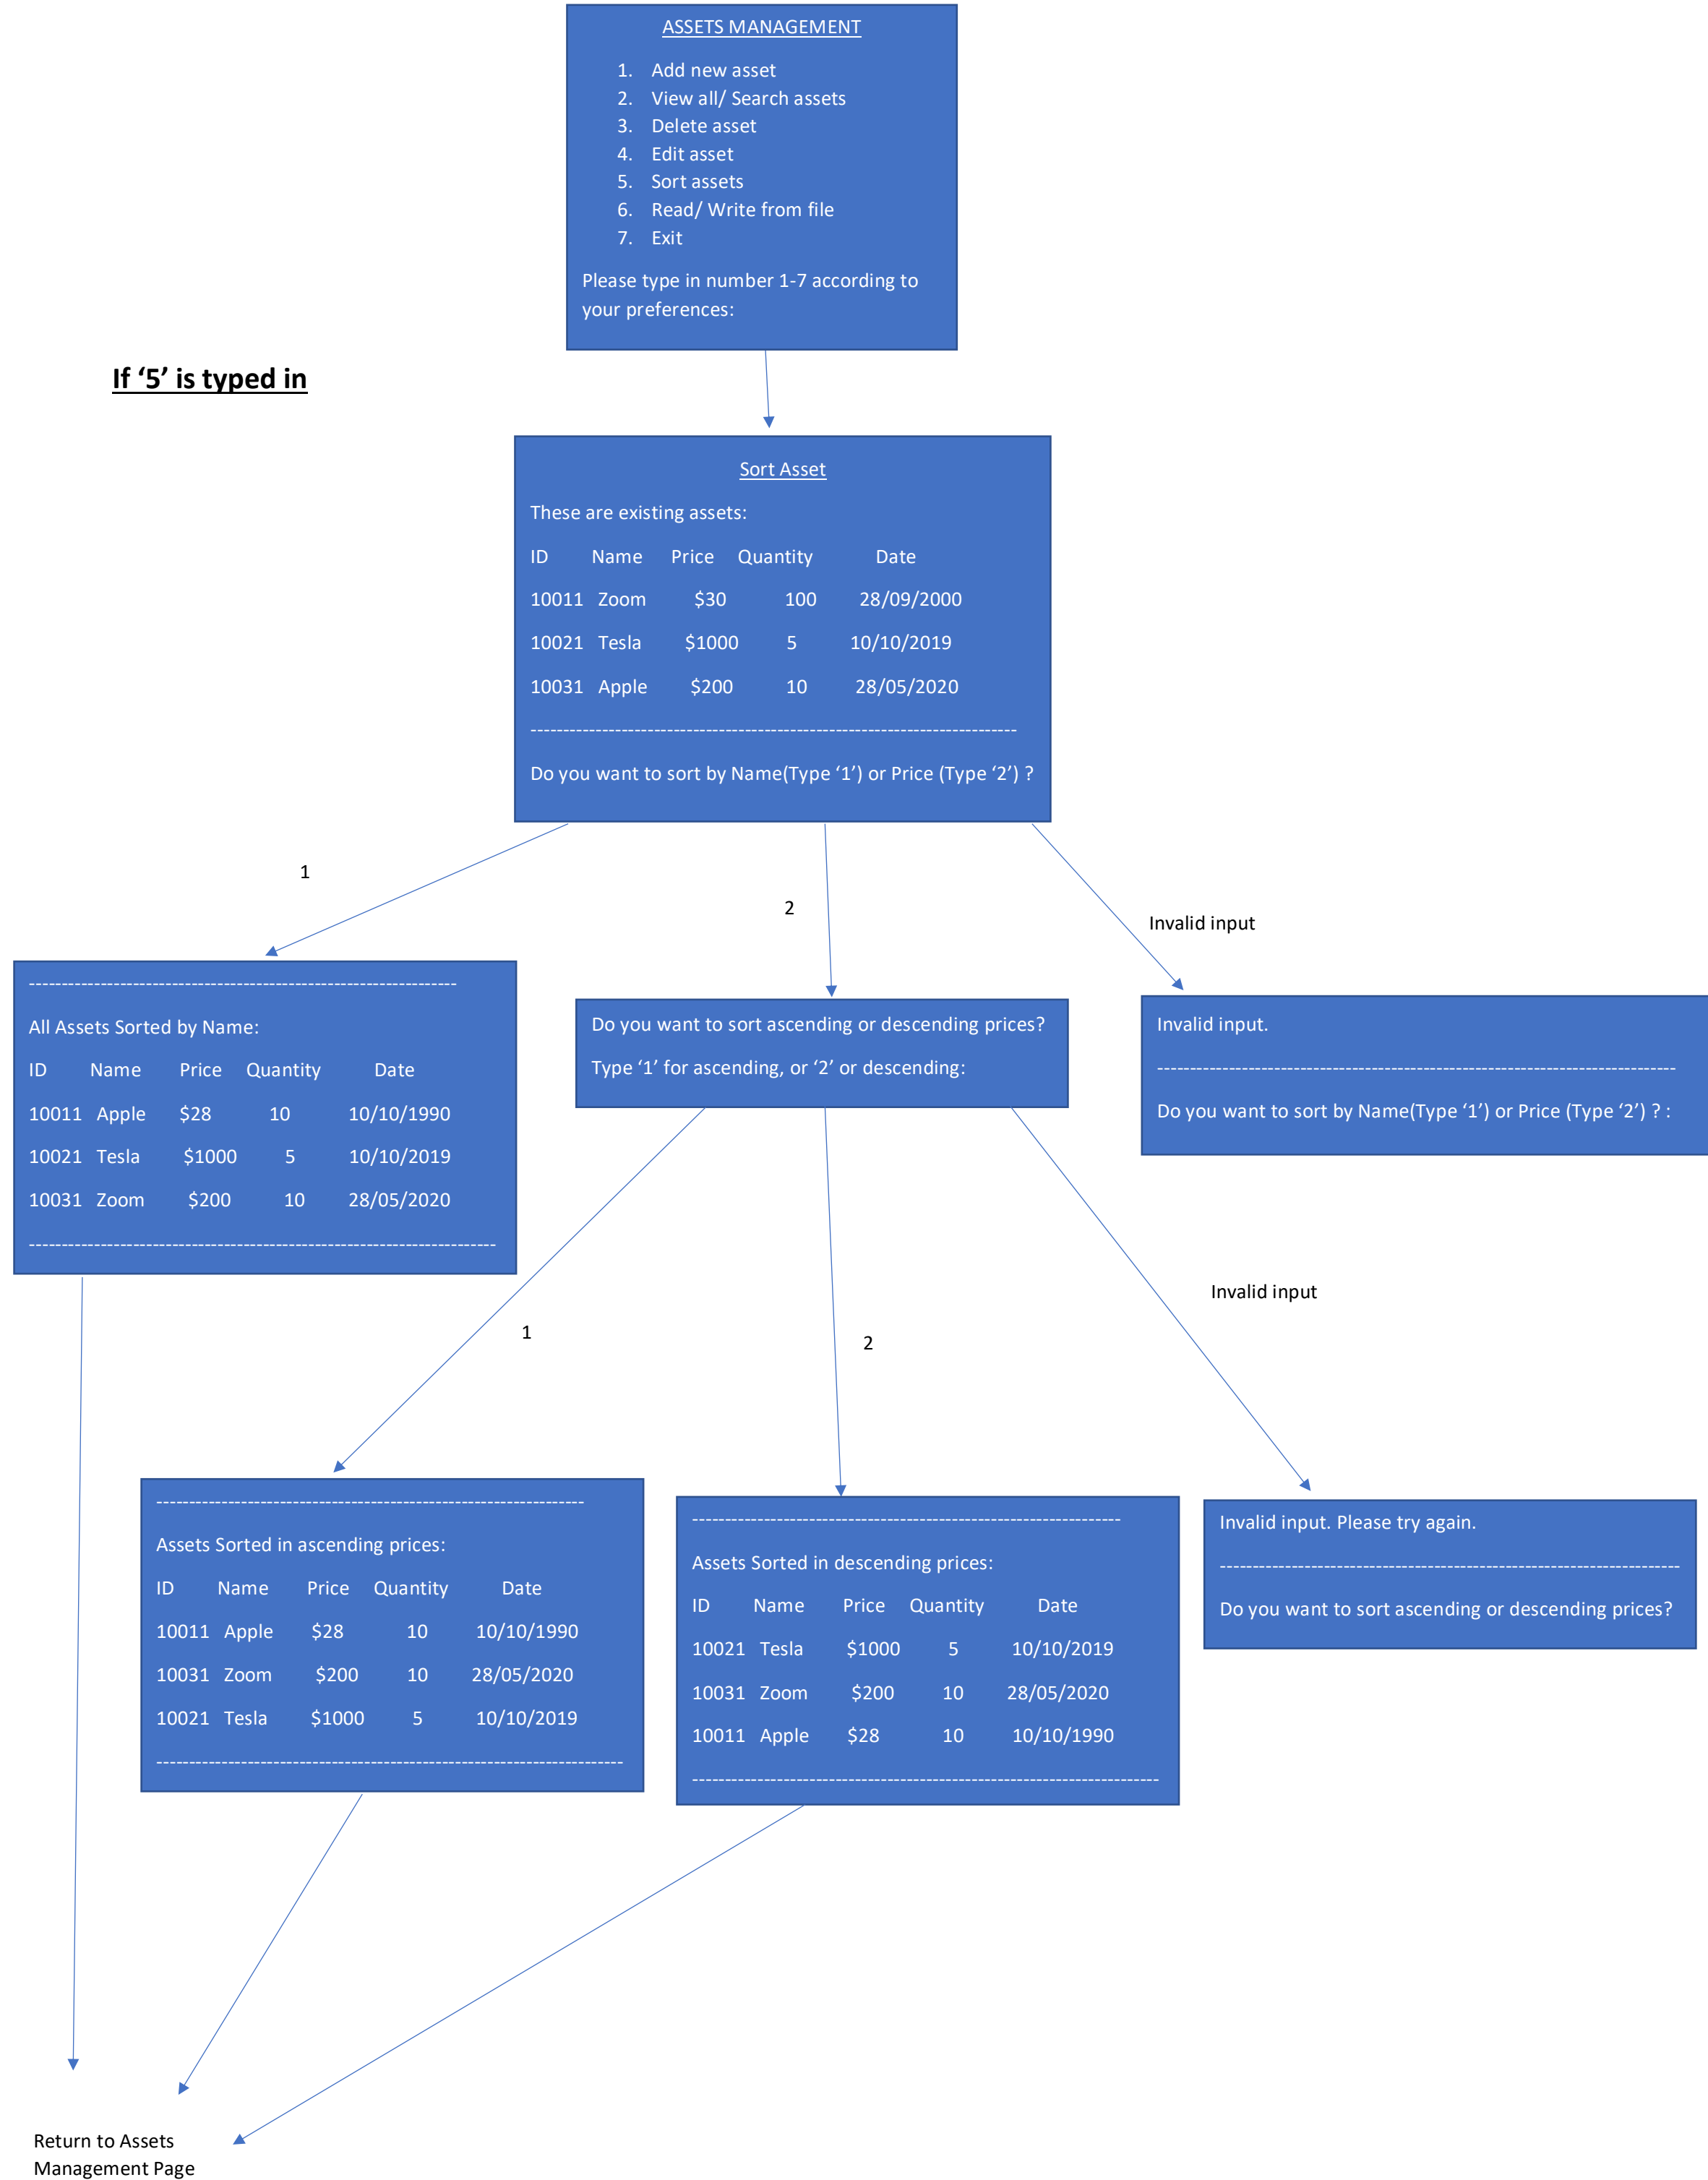 ASSETS MANAGEMENT
1. Add new asset
2. View all/ Search assets
3. Delete asset
4. Edit asset
5. Sort assets
6. Read/ Write from file
7. Exit
Please type in number 1-7 according to
your preferences:
If ‘5’ is typed in
Sort Asset
These are existing assets:
ID Name Price Quantity Date
10011 Zoom $30 100 28/09/2000
10021 Tesla $1000 5 10/10/2019
10031 Apple $200 10 28/05/2020
---------------------------------------------------------------------------
Do you want to sort by Name(Type ‘1’) or Price (Type ‘2’) ?
1
2
Invalid input
------------------------------------------------------------------
All Assets Sorted by Name:
ID Name Price Quantity Date
10011 Apple $28 10 10/10/1990
10021 Tesla $1000 5 10/10/2019
10031 Zoom $200 10 28/05/2020
------------------------------------------------------------------------
Do you want to sort ascending or descending prices?
Type ‘1’ for ascending, or ‘2’ or descending:
Invalid input.
--------------------------------------------------------------------------------
Do you want to sort by Name(Type ‘1’) or Price (Type ‘2’) ? :
1
2
Invalid input
------------------------------------------------------------------
Assets Sorted in ascending prices:
ID Name Price Quantity Date
10011 Apple $28 10 10/10/1990
10031 Zoom $200 10 28/05/2020
10021 Tesla $1000 5 10/10/2019
------------------------------------------------------------------------
------------------------------------------------------------------
Assets Sorted in descending prices:
ID Name Price Quantity Date
10021 Tesla $1000 5 10/10/2019
10031 Zoom $200 10 28/05/2020
10011 Apple $28 10 10/10/1990
------------------------------------------------------------------------
Invalid input. Please try again.
-----------------------------------------------------------------------
Do you want to sort ascending or descending prices?
Return to Assets
Management Page